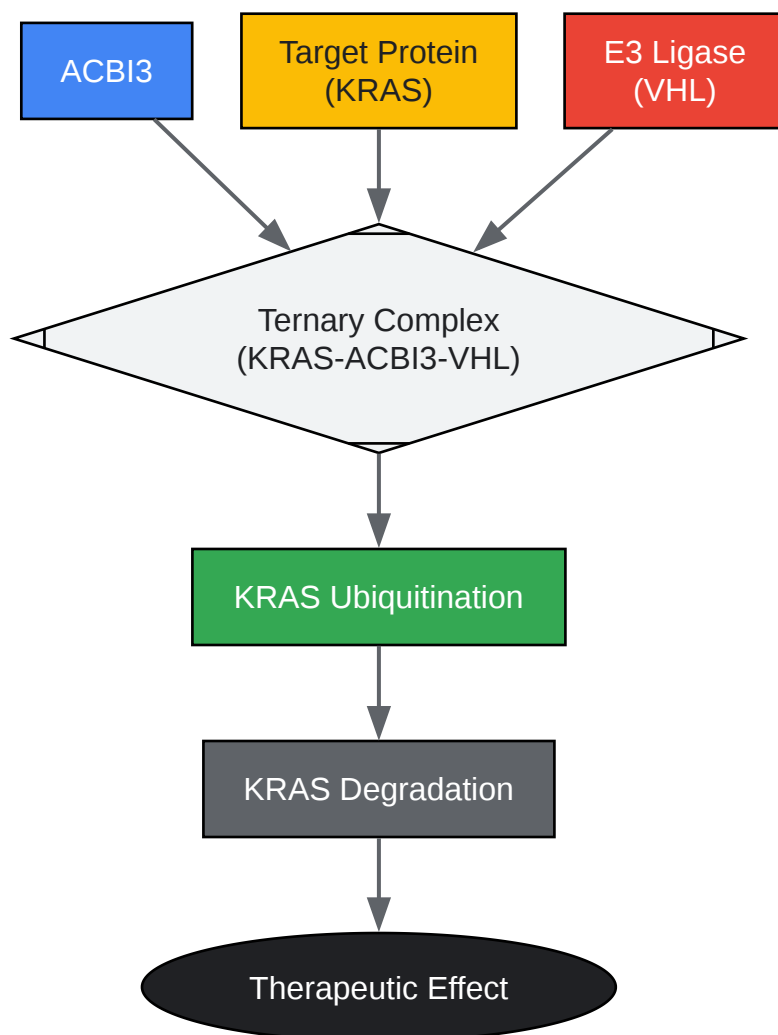 ACBI3
Target Protein
(KRAS)
E3 Ligase
(VHL)
Ternary Complex
(KRAS-ACBI3-VHL)
KRAS Ubiquitination
KRAS Degradation
Therapeutic Effect